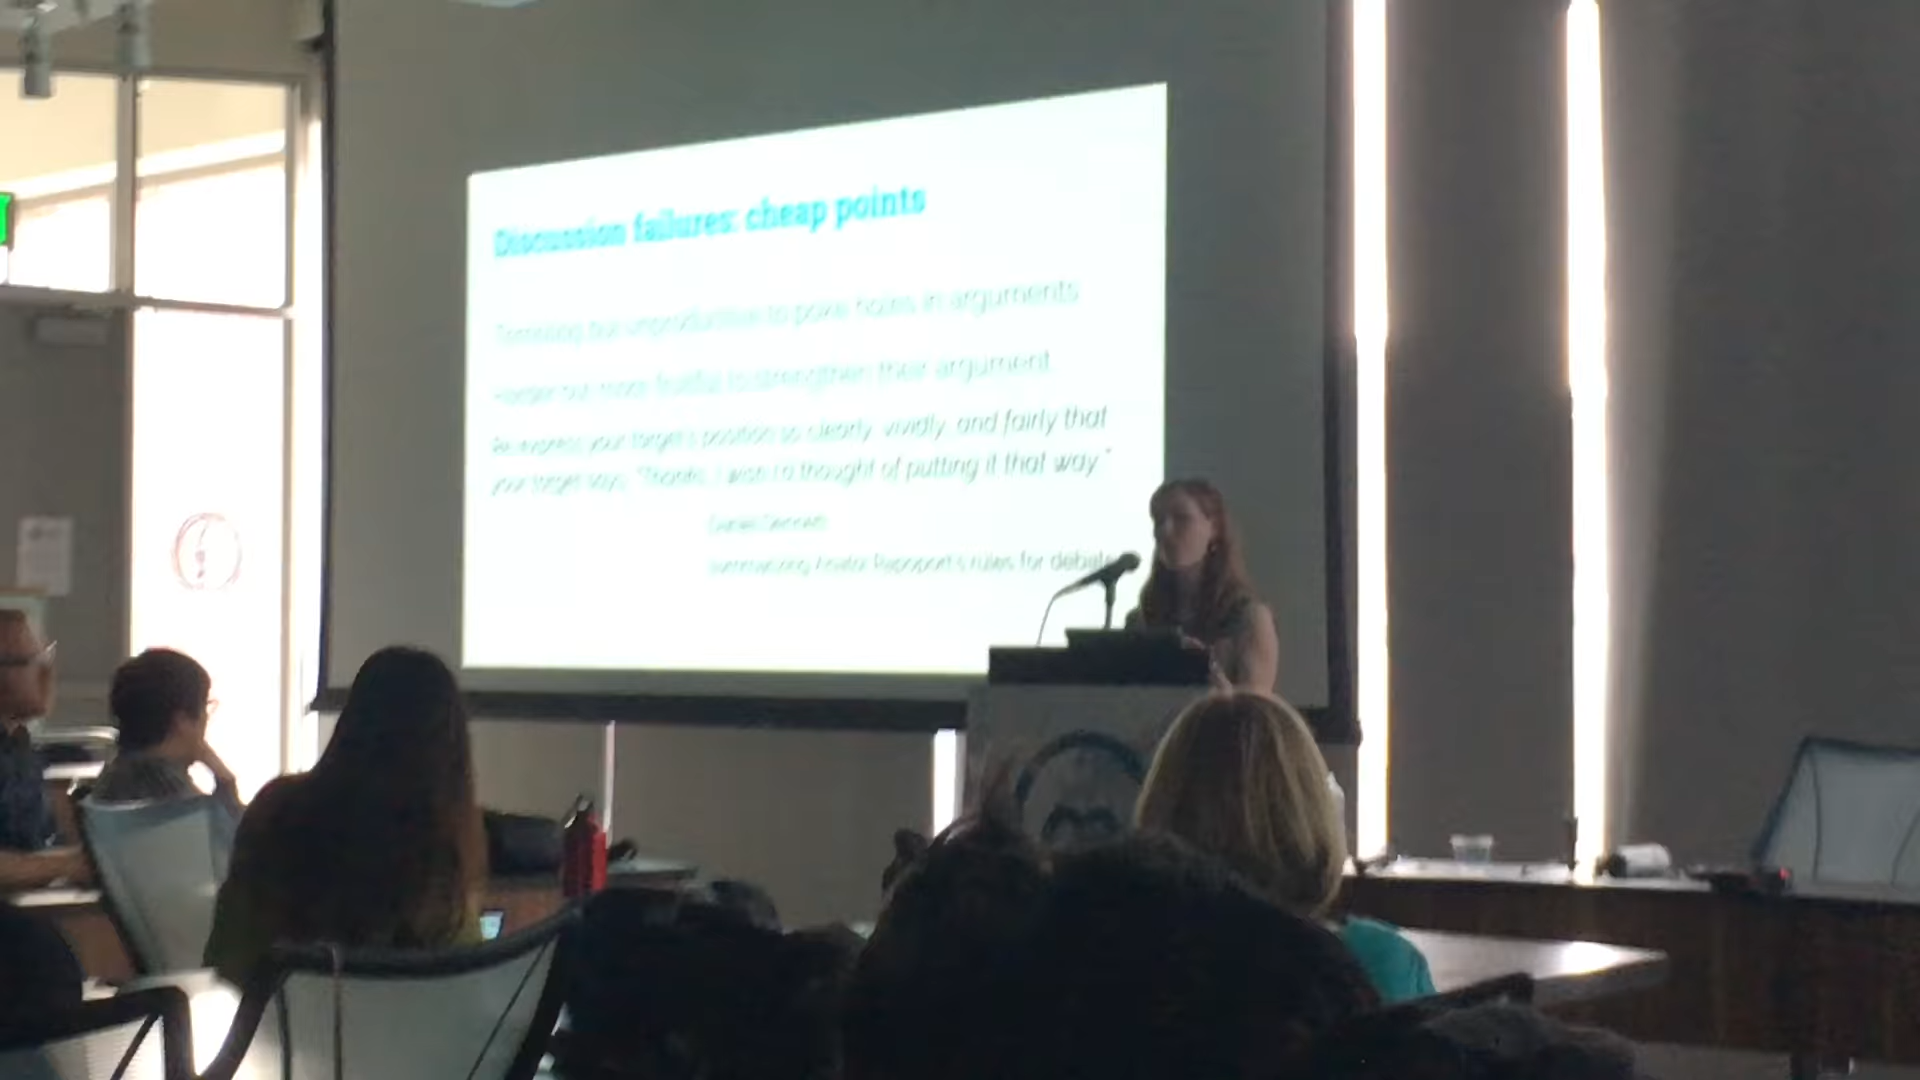 Discussion failures: cheap points
Tempting but unproductive to poke holes in arguments
Harder but more fruitful to strengthen their argument
Re-express your target's position so clearly, vividly, and fairly that
your target says, "Thanks, I wish I'd thought of putting it that way."
Daniel Dennett
summarizing Anatol Rapoport's rules for debate